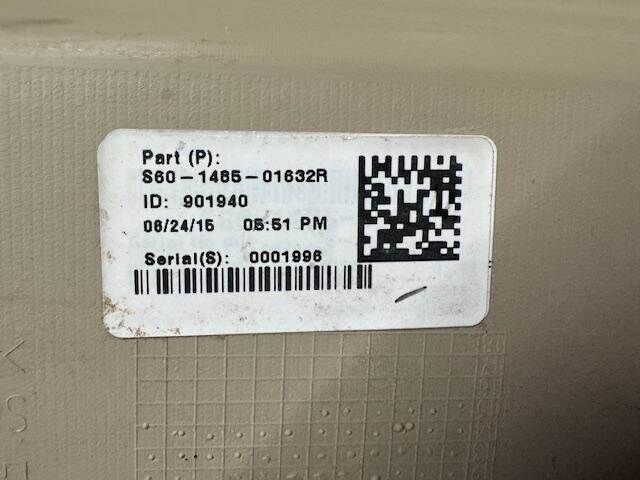 Part (P):
S60-1465-01632R
ID: 901940
06/24/15 05:51 PM
Serial(S): 0001996